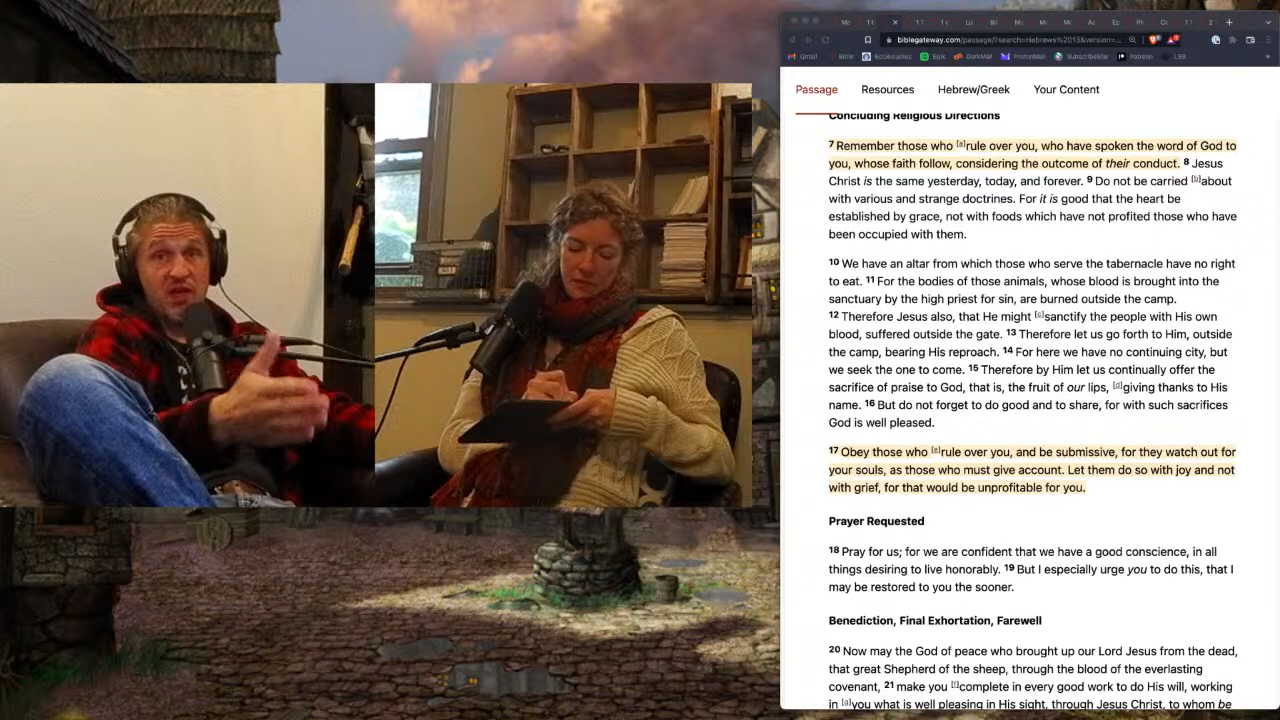 biblegateway.com/passage/?search=Hebrews%2013&version=...
Gmail Bible Ecclesiastes Epik DarkMail ProtonMail SubscribeStar Patreon LSB
Passage Resources Hebrew/Greek Your Content
Concluding Religious Directions
7 Remember those who [a]rule over you, who have spoken the word of God to
you, whose faith follow, considering the outcome of their conduct. 8 Jesus
Christ is the same yesterday, today, and forever. 9 Do not be carried [b]about
with various and strange doctrines. For it is good that the heart be
established by grace, not with foods which have not profited those who have
been occupied with them.
10 We have an altar from which those who serve the tabernacle have no right
to eat. 11 For the bodies of those animals, whose blood is brought into the
sanctuary by the high priest for sin, are burned outside the camp.
12 Therefore Jesus also, that He might [c]sanctify the people with His own
blood, suffered outside the gate. 13 Therefore let us go forth to Him, outside
the camp, bearing His reproach. 14 For here we have no continuing city, but
we seek the one to come. 15 Therefore by Him let us continually offer the
sacrifice of praise to God, that is, the fruit of our lips, [d]giving thanks to His
name. 16 But do not forget to do good and to share, for with such sacrifices
God is well pleased.
17 Obey those who [e]rule over you, and be submissive, for they watch out for
your souls, as those who must give account. Let them do so with joy and not
with grief, for that would be unprofitable for you.
Prayer Requested
18 Pray for us; for we are confident that we have a good conscience, in all
things desiring to live honorably. 19 But I especially urge you to do this, that I
may be restored to you the sooner.
Benediction, Final Exhortation, Farewell
20 Now may the God of peace who brought up our Lord Jesus from the dead,
that great Shepherd of the sheep, through the blood of the everlasting
covenant, 21 make you [f]complete in every good work to do His will, working
in [g]you what is well pleasing in His sight, through Jesus Christ, to whom be